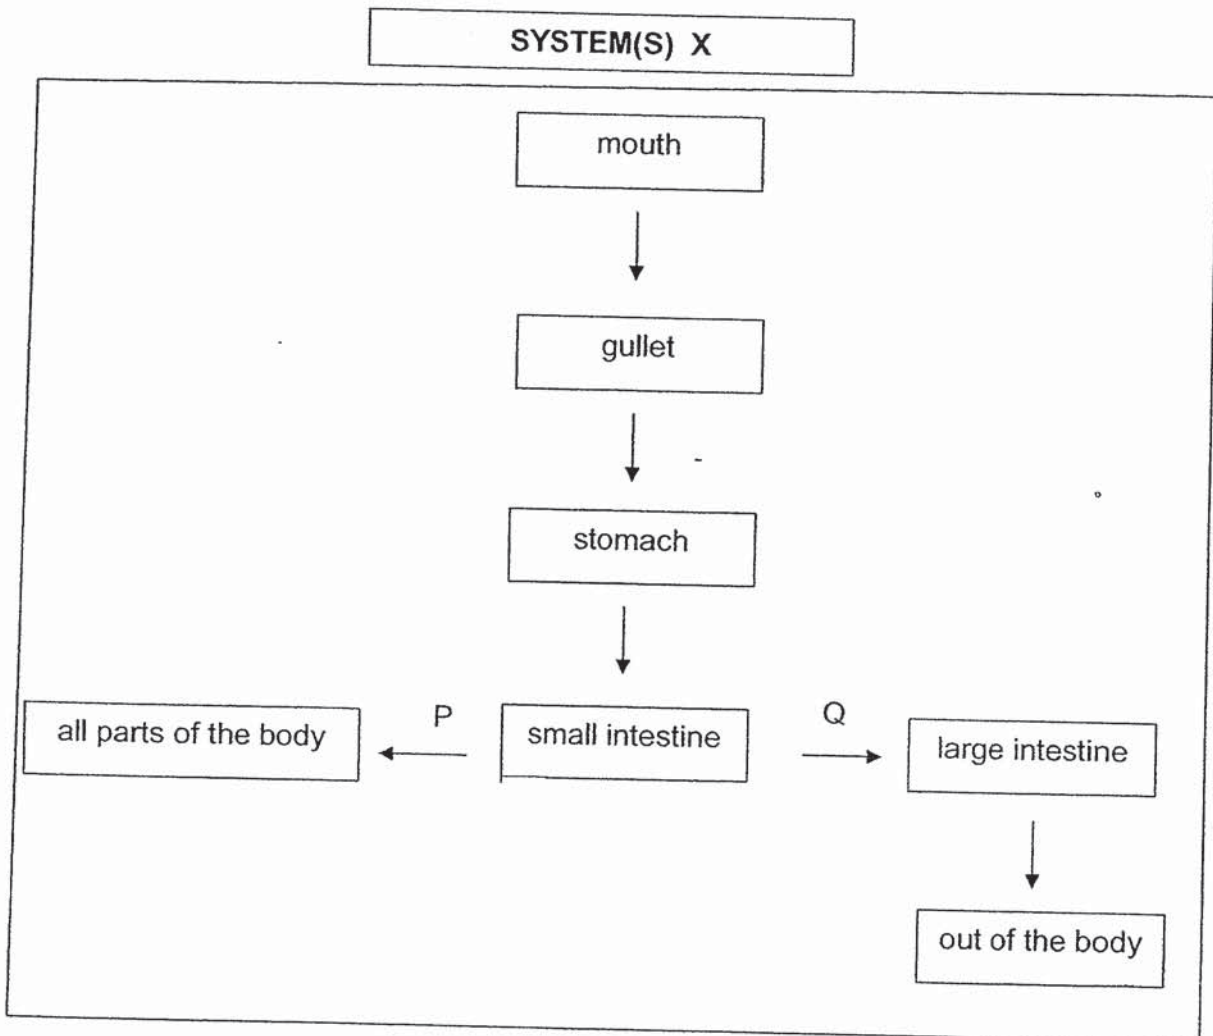 SYSTEM(S) X
mouth
gullet
stomach
all parts of the body
P
small intestine
Q
large intestine
out of the body